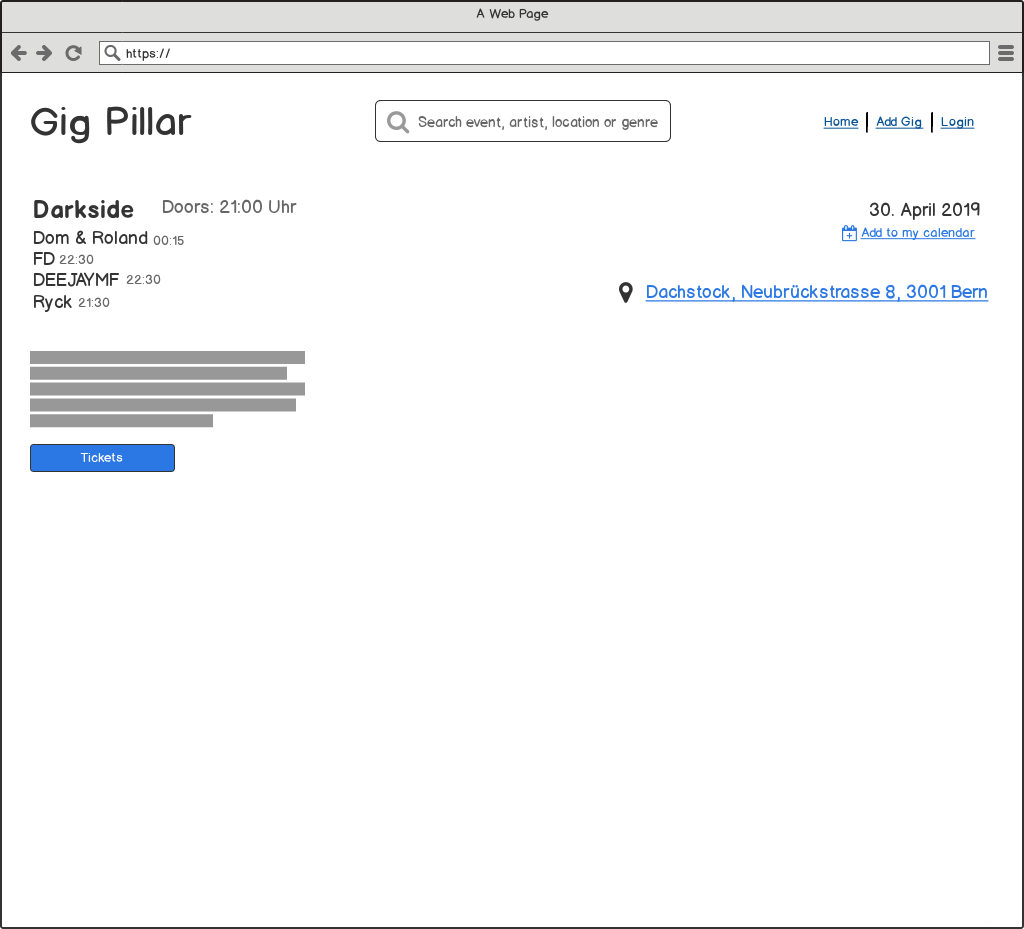 A Web Page
https://
Gig Pillar
Search event, artist, location or genre
Home
Add Gig
Login
Darkside
Doors: 21:00 Uhr
30. April 2019
Dom & Roland 00:15
Add to my calendar
FD 22:30
DEEJAYMF 22:30
Dachstock, Neubrückstrasse 8, 3001 Bern
Ryck 21:30
Tickets